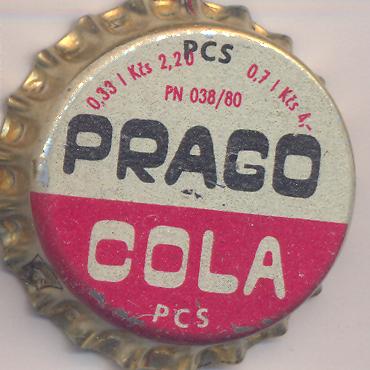 PCS
0,33 l Kčs 2,20
0,7 l Kčs 4,-
PN 038/80
PRAGO
COLA
PCS